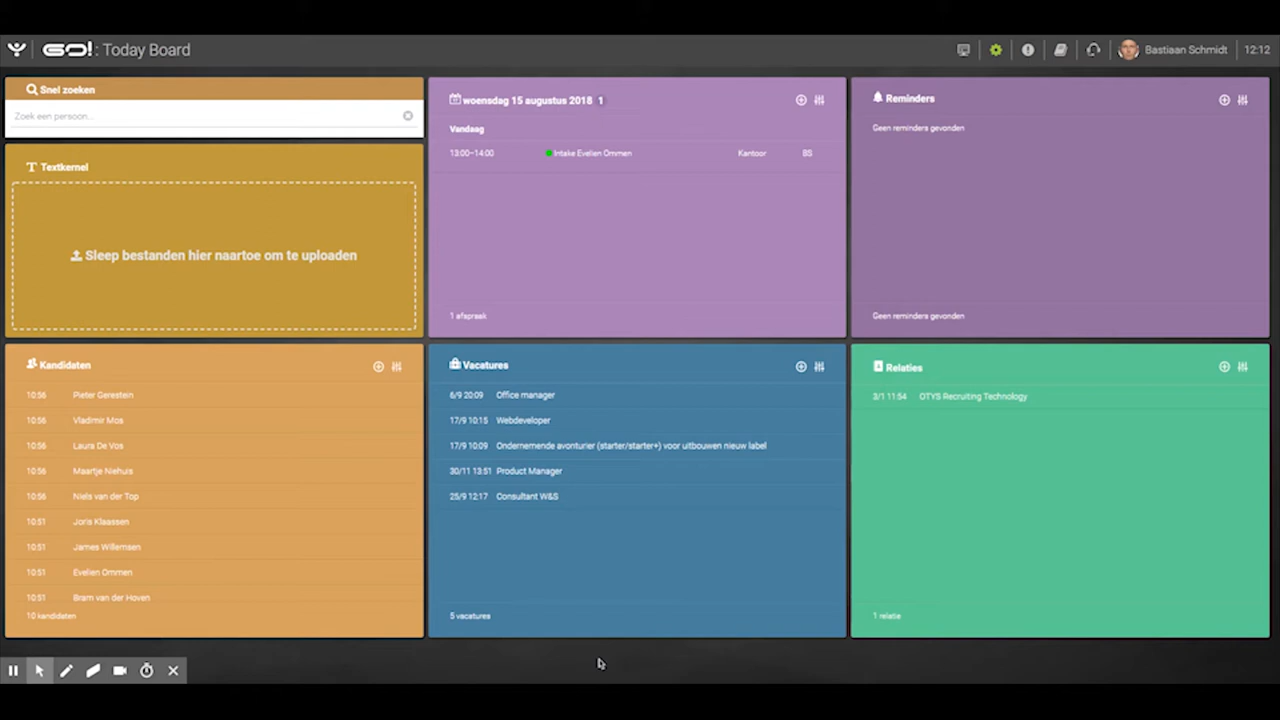 GO! : Today Board
Bastiaan Schmidt
12:12
Snel zoeken
Zoek een persoon...
Textkernel
Sleep bestanden hier naartoe om te uploaden
woensdag 15 augustus 2018 1
Vandaag
13:00–14:00 Intake Evelien Ommen Kantoor BS
1 afspraak
Reminders
Geen reminders gevonden
Geen reminders gevonden
Kandidaten
10:56 Pieter Gerestein
10:56 Vladimir Mos
10:56 Laura De Vos
10:56 Maartje Niehuis
10:56 Niels van der Top
10:51 Joris Klaassen
10:51 James Willemsen
10:51 Evelien Ommen
10:51 Bram van der Hoven
10 kandidaten
Vacatures
6/9 20:09 Office manager
17/9 10:15 Webdeveloper
17/9 10:09 Ondernemende avonturier (starter/starter+) voor uitbouwen nieuw label
30/11 13:51 Product Manager
25/9 12:17 Consultant W&S
5 vacatures
Relaties
3/1 11:54 OTYS Recruiting Technology
1 relatie